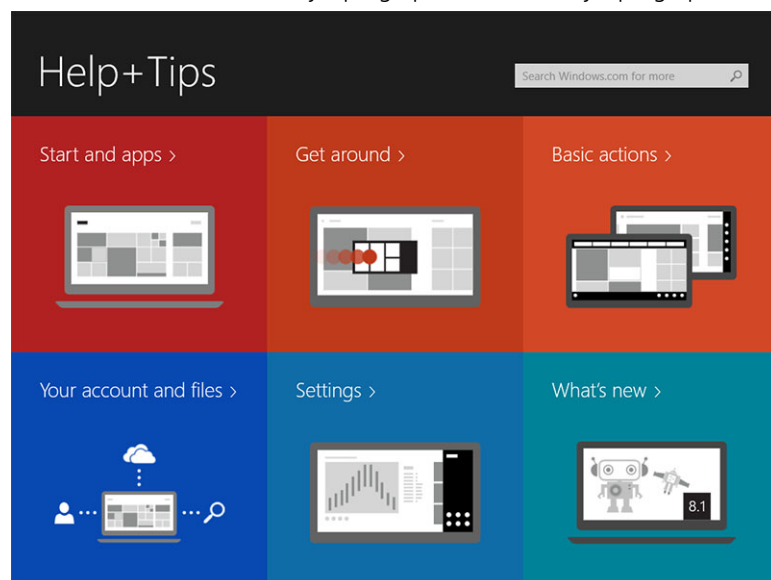 Help+Tips
Search Windows.com for more
Start and apps >
Get around >
Basic actions >
Your account and files >
Settings >
What's new >
8.1